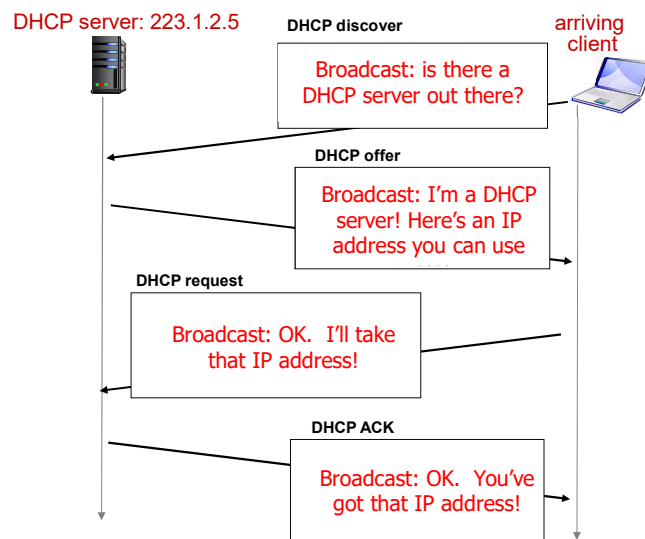 DHCP server: 223.1.2.5
DHCP discover
arriving
client
Broadcast: is there a
DHCP server out there?
DHCP offer
Broadcast: I'm a DHCP
server! Here's an IP
address you can use
DHCP request
Broadcast: OK.  I'll take
that IP address!
DHCP ACK
Broadcast: OK.  You've
got that IP address!